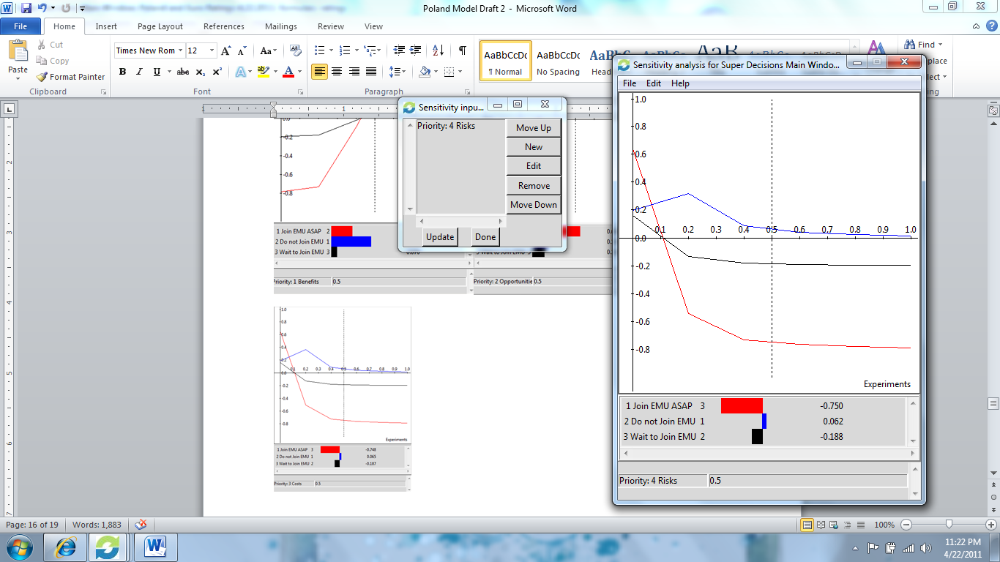 Poland Model Draft 2 - Microsoft Word
File Home Insert Page Layout References Mailings Review View
Paste
Cut
Copy
Format Painter
Clipboard
Times New Rom 12
Font
Paragraph
AaBbCcDc
¶ Normal
AaBbCcDc
No Spacing
AaBbC
Find
Sensitivity inpu...
Priority: 4 Risks
Move Up
New
Edit
Remove
Move Down
Update Done
-0.2
-0.4
-0.6
-0.8
1 Join EMU ASAP 2
2 Do not Join EMU 1
3 Wait to Join EMU 3
Priority: 1 Benefits 0.5
Priority: 2 Opportunitie 0.5
1.0
0.8
0.6
0.4
0.2
0.1 0.2 0.3 0.4 0.5 0.6 0.7 0.8 0.9 1.0
0.0
-0.2
-0.4
-0.6
-0.8
Experiments
1 Join EMU ASAP 3 -0.748
2 Do not Join EMU 1 0.065
3 Wait to Join EMU 2 -0.187
Priority: 3 Costs 0.5
Sensitivity analysis for Super Decisions Main Windo...
File Edit Help
1.0
0.8
0.6
0.4
0.2
0.1 0.2 0.3 0.4 0.5 0.6 0.7 0.8 0.9 1.0
0.0
-0.2
-0.4
-0.6
-0.8
Experiments
1 Join EMU ASAP 3 -0.750
2 Do not Join EMU 1 0.062
3 Wait to Join EMU 2 -0.188
Priority: 4 Risks 0.5
Page: 16 of 19 Words: 1,883
100%
11:22 PM
4/22/2011